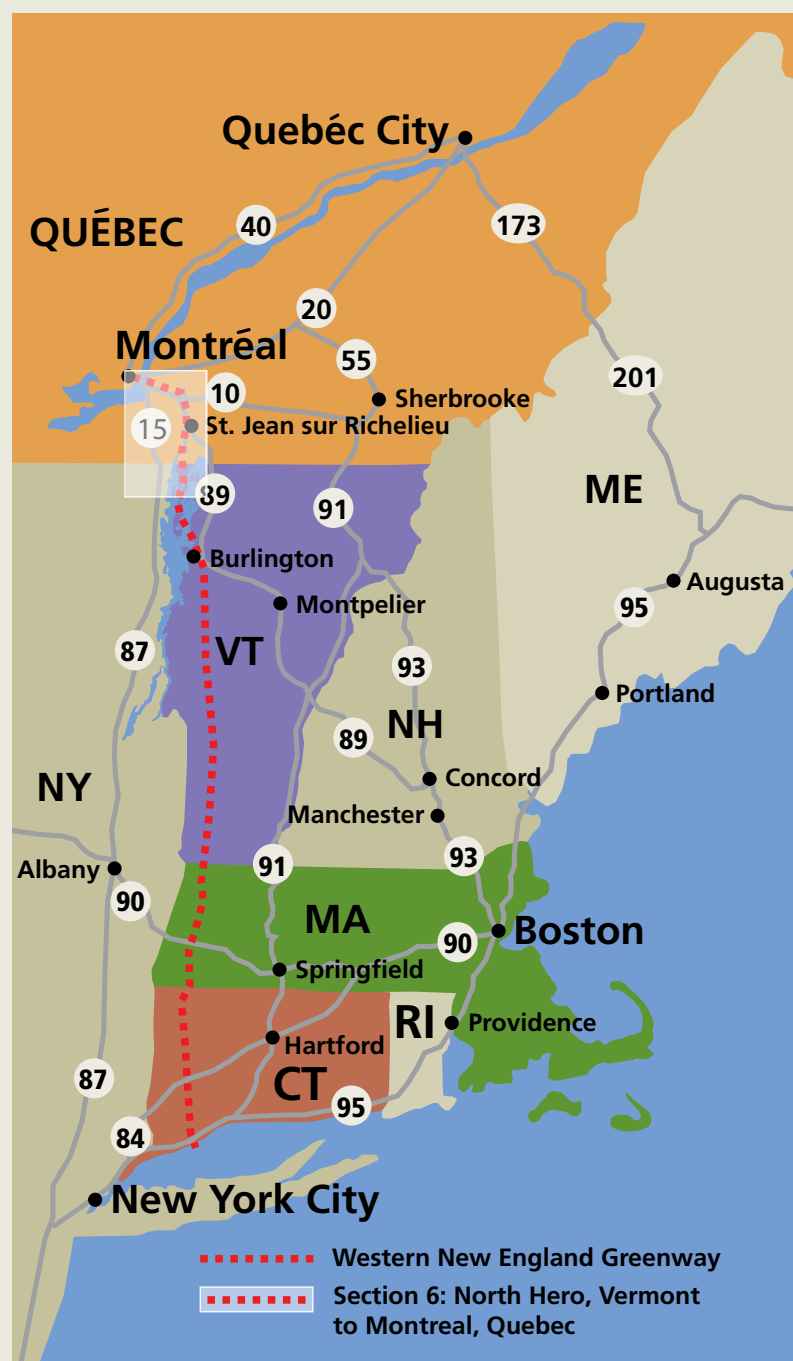 Quebéc City
QUÉBEC
40
173
20
Montréal
55
201
10
Sherbrooke
15
St. Jean sur Richelieu
ME
89
91
Burlington
Augusta
Montpelier
95
87
VT
93
Portland
NH
89
NY
Concord
Manchester
91
93
Albany
90
MA
Boston
90
Springfield
RI
Providence
Hartford
87
CT
95
84
New York City
Western New England Greenway
Section 6: North Hero, Vermont
to Montreal, Quebec